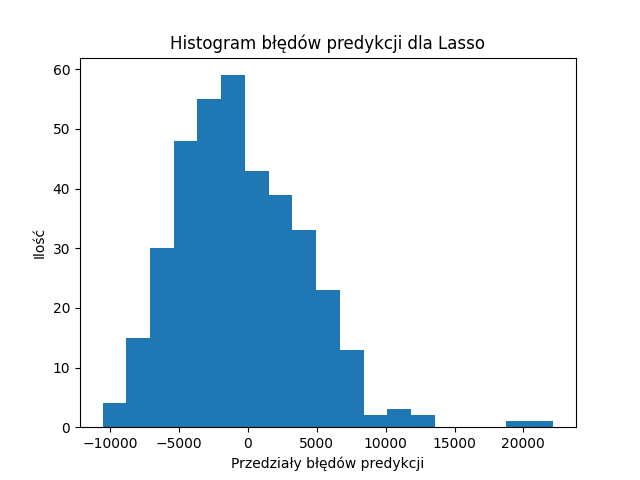 Histogram błędów predykcji dla Lasso
60
50
40
30
20
10
0
Ilość
−10000 −5000 0 5000 10000 15000 20000
Przedziały błędów predykcji